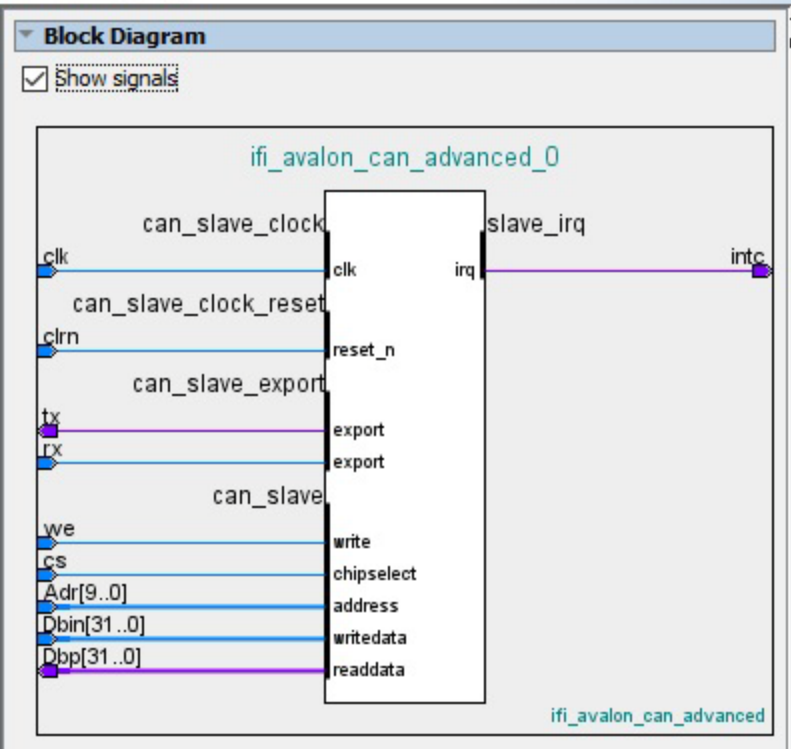 Block Diagram
Show signals
ifi_avalon_can_advanced_0
can_slave_clock
slave_irq
clk
intc
clk
irq
can_slave_clock_reset
clrn
reset_n
can_slave_export
tx
export
rx
export
can_slave
we
write
cs
chipselect
Adr[9..0]
address
Dbin[31..0]
writedata
Dbp[31..0]
readdata
ifi_avalon_can_advanced